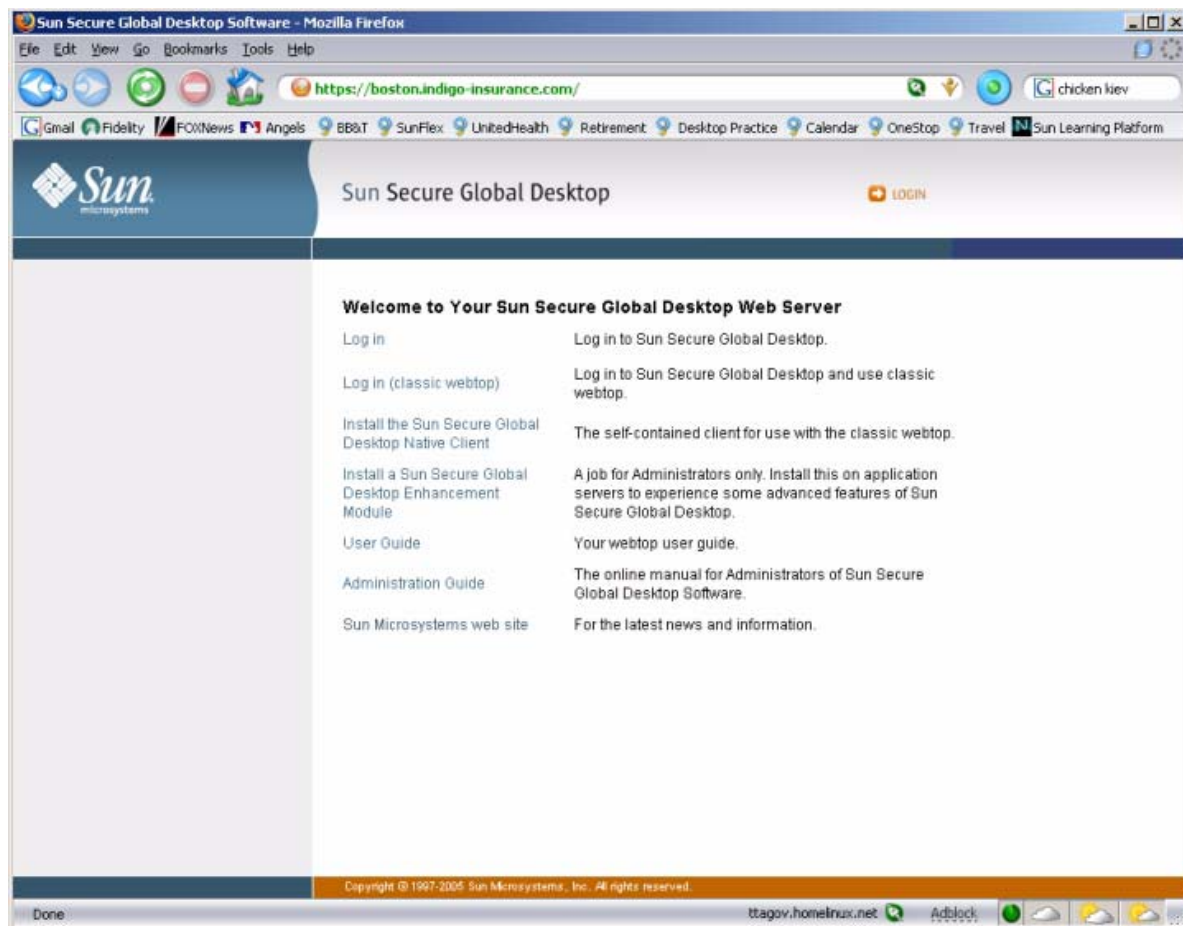 Sun Secure Global Desktop Software - Mozilla Firefox
File Edit View Go Bookmarks Tools Help
https://boston.indigo-insurance.com/
G chicken kiev
G Gmail Fidelity FOXNews Angels BB&T SunFlex UnitedHealth Retirement Desktop Practice Calendar OneStop Travel N Sun Learning Platform
Sun
microsystems
Sun Secure Global Desktop
LOGIN
Welcome to Your Sun Secure Global Desktop Web Server
Log in
Log in to Sun Secure Global Desktop.
Log in (classic webtop)
Log in to Sun Secure Global Desktop and use classic
webtop.
Install the Sun Secure Global
Desktop Native Client
The self-contained client for use with the classic webtop.
Install a Sun Secure Global
Desktop Enhancement
Module
A job for Administrators only. Install this on application
servers to experience some advanced features of Sun
Secure Global Desktop.
User Guide
Your webtop user guide.
Administration Guide
The online manual for Administrators of Sun Secure
Global Desktop Software.
Sun Microsystems web site
For the latest news and information.
Copyright © 1997-2005 Sun Microsystems, Inc. All rights reserved.
Done
ttagov.homelinux.net
Adblock